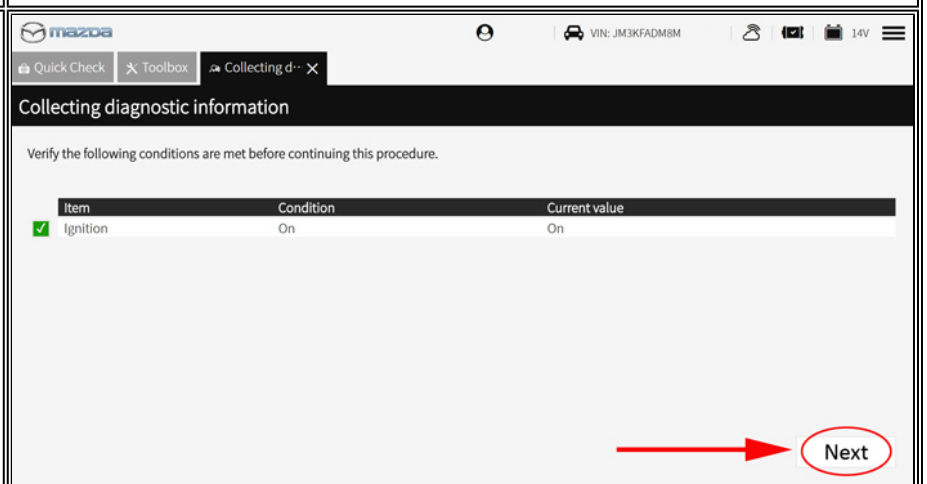 mazda
VIN: JM3KFADM8M
14V
Quick Check
Toolbox
Collecting d··
Collecting diagnostic information
Verify the following conditions are met before continuing this procedure.
Item Condition Current value
Ignition On On
Next